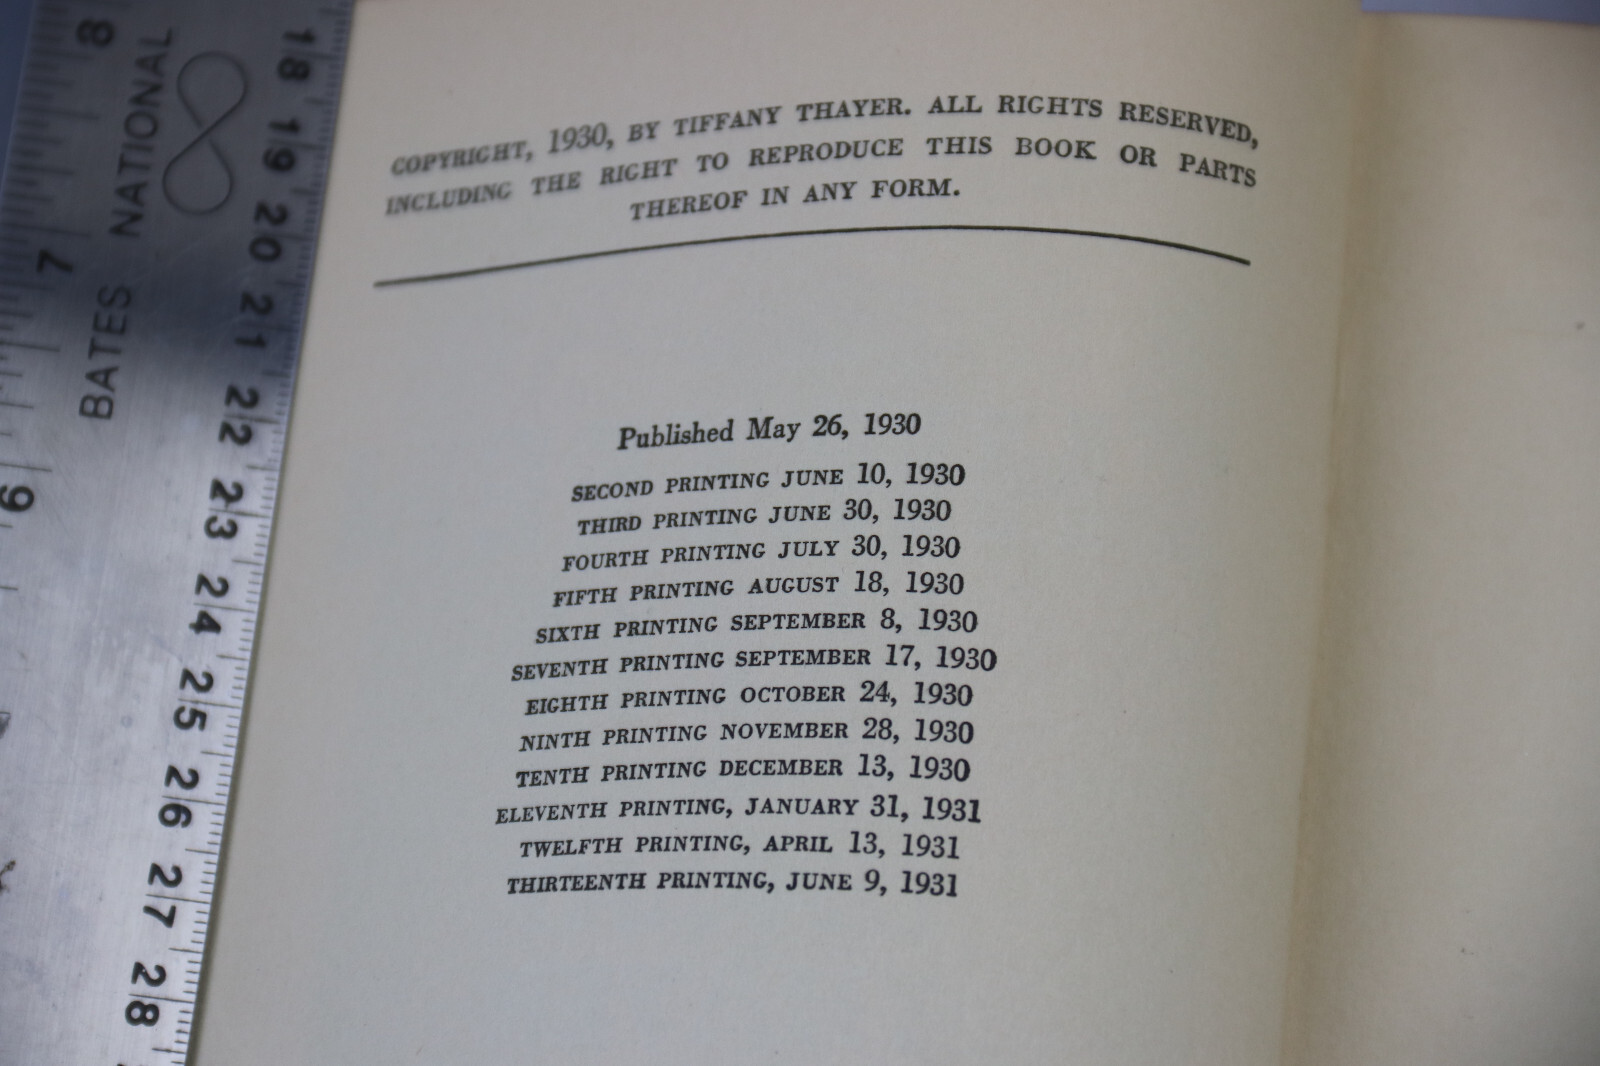 COPYRIGHT, 1930, BY TIFFANY THAYER. ALL RIGHTS RESERVED,
INCLUDING THE RIGHT TO REPRODUCE THIS BOOK OR PARTS
THEREOF IN ANY FORM.
Published May 26, 1930
SECOND PRINTING JUNE 10, 1930
THIRD PRINTING JUNE 30, 1930
FOURTH PRINTING JULY 30, 1930
FIFTH PRINTING AUGUST 18, 1930
SIXTH PRINTING SEPTEMBER 8, 1930
SEVENTH PRINTING SEPTEMBER 17, 1930
EIGHTH PRINTING OCTOBER 24, 1930
NINTH PRINTING NOVEMBER 28, 1930
TENTH PRINTING DECEMBER 13, 1930
ELEVENTH PRINTING, JANUARY 31, 1931
TWELFTH PRINTING, APRIL 13, 1931
THIRTEENTH PRINTING, JUNE 9, 1931
BATES NATIONAL
8
7
9
18
19
20
21
22
23
24
25
26
27
28